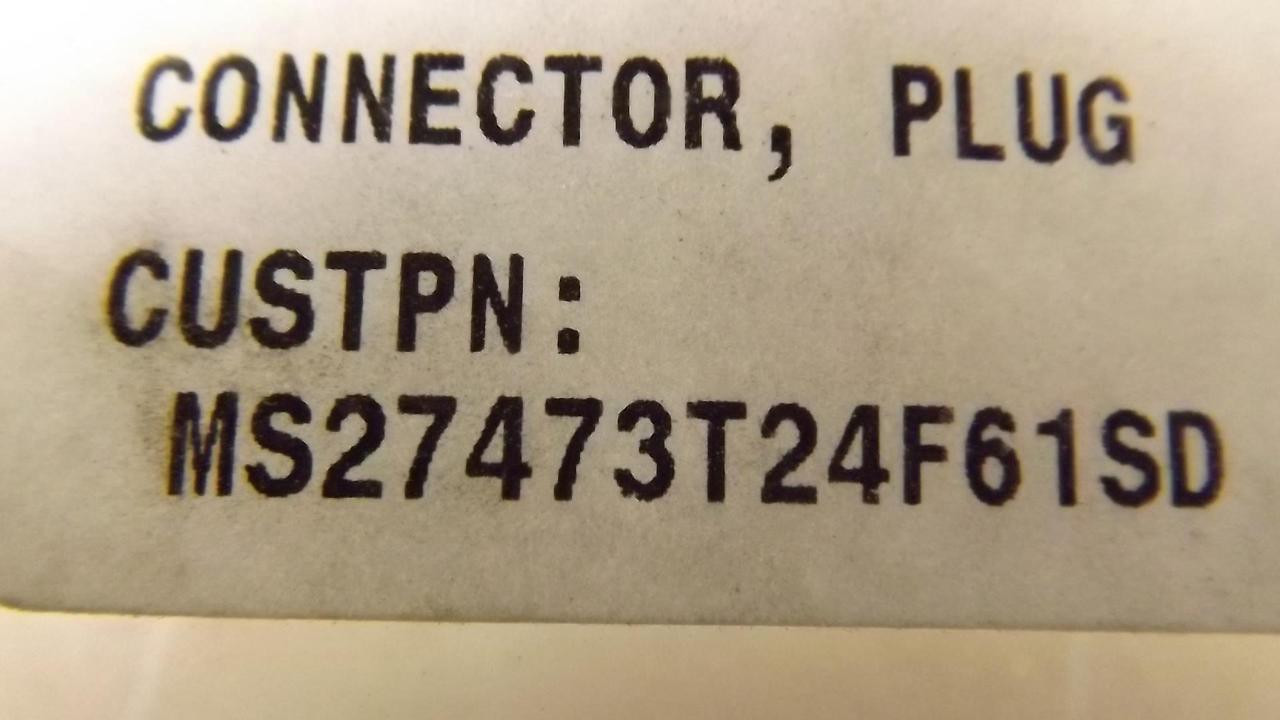 CONNECTOR, PLUG
CUSTPN:
MS27473T24F61SD